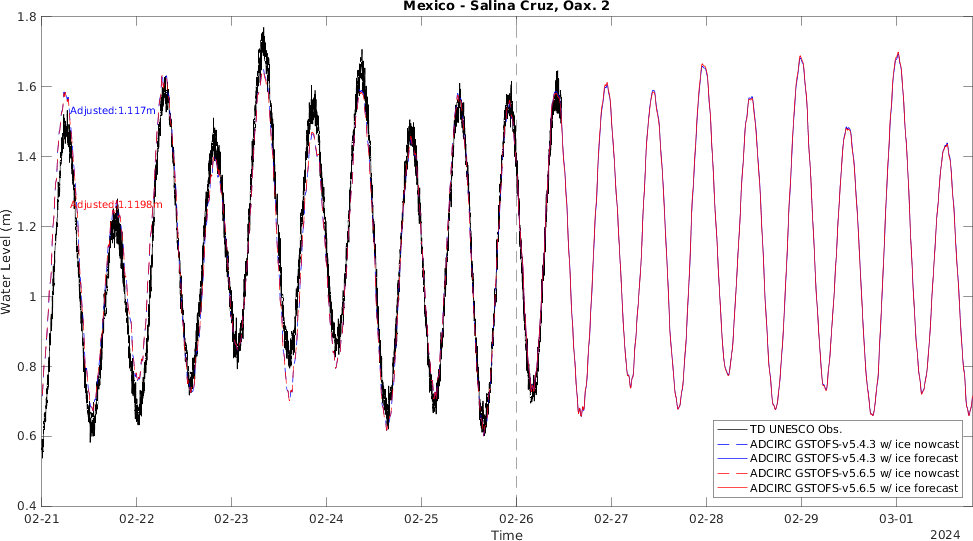 Mexico - Salina Cruz, Oax. 2
1.8
1.6
1.4
1.2
1
0.8
0.6
0.4
Water Level (m)
Adjusted:1.117m
Adjusted:1.1198m
TD UNESCO Obs.
ADCIRC GSTOFS-v5.4.3 w/ ice nowcast
ADCIRC GSTOFS-v5.4.3 w/ ice forecast
ADCIRC GSTOFS-v5.6.5 w/ ice nowcast
ADCIRC GSTOFS-v5.6.5 w/ ice forecast
02-21 02-22 02-23 02-24 02-25 02-26 02-27 02-28 02-29 03-01
Time
2024